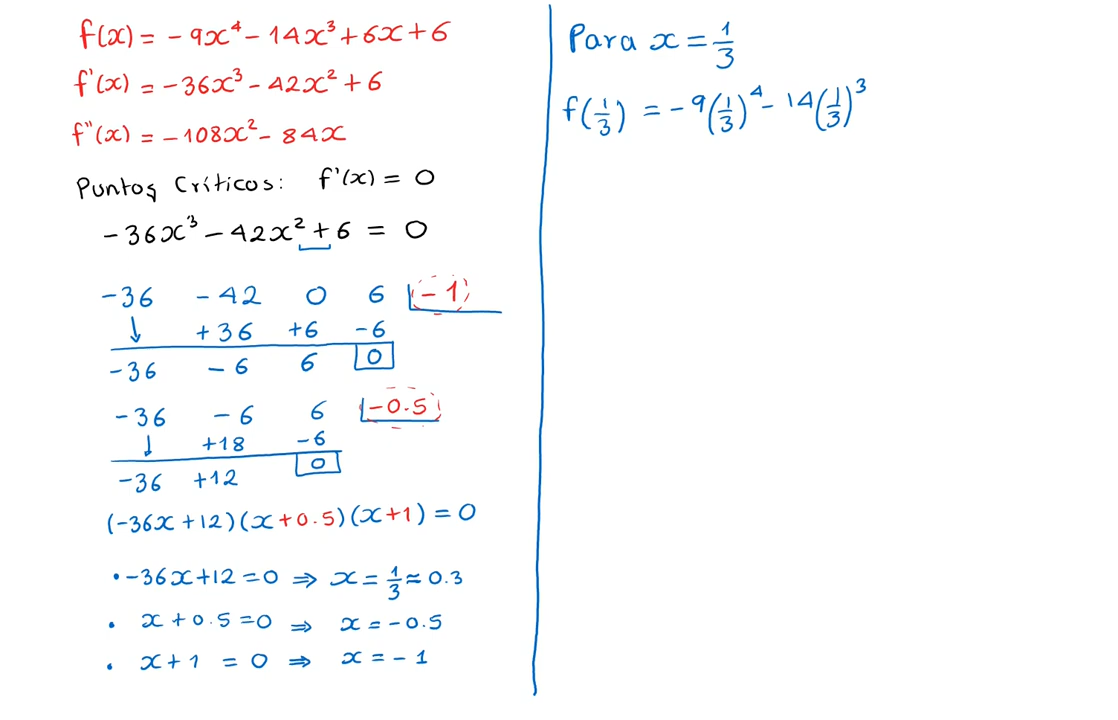 f(x) = - 9x⁴ - 14x³ + 6x + 6
f'(x) = - 36x³ - 42x² + 6
f"(x) = - 108x² - 84x
Puntos Críticos: f'(x) = 0
- 36x³ - 42x² + 6 = 0
-36 - 42 0 6 - 1
↓ + 36 +6 - 6
-36 - 6 6 0
-36 - 6 6 -0.5
↓ +18 -6
-36 +12 0
(-36x + 12)(x + 0.5)(x + 1) = 0
• -36x + 12 = 0 ⇒ x = 1/3 ≈ 0.3
• x + 0.5 = 0 ⇒ x = - 0.5
• x + 1 = 0 ⇒ x = - 1
Para x = 1/3
f(1/3) = - 9(1/3)⁴ - 14(1/3)³